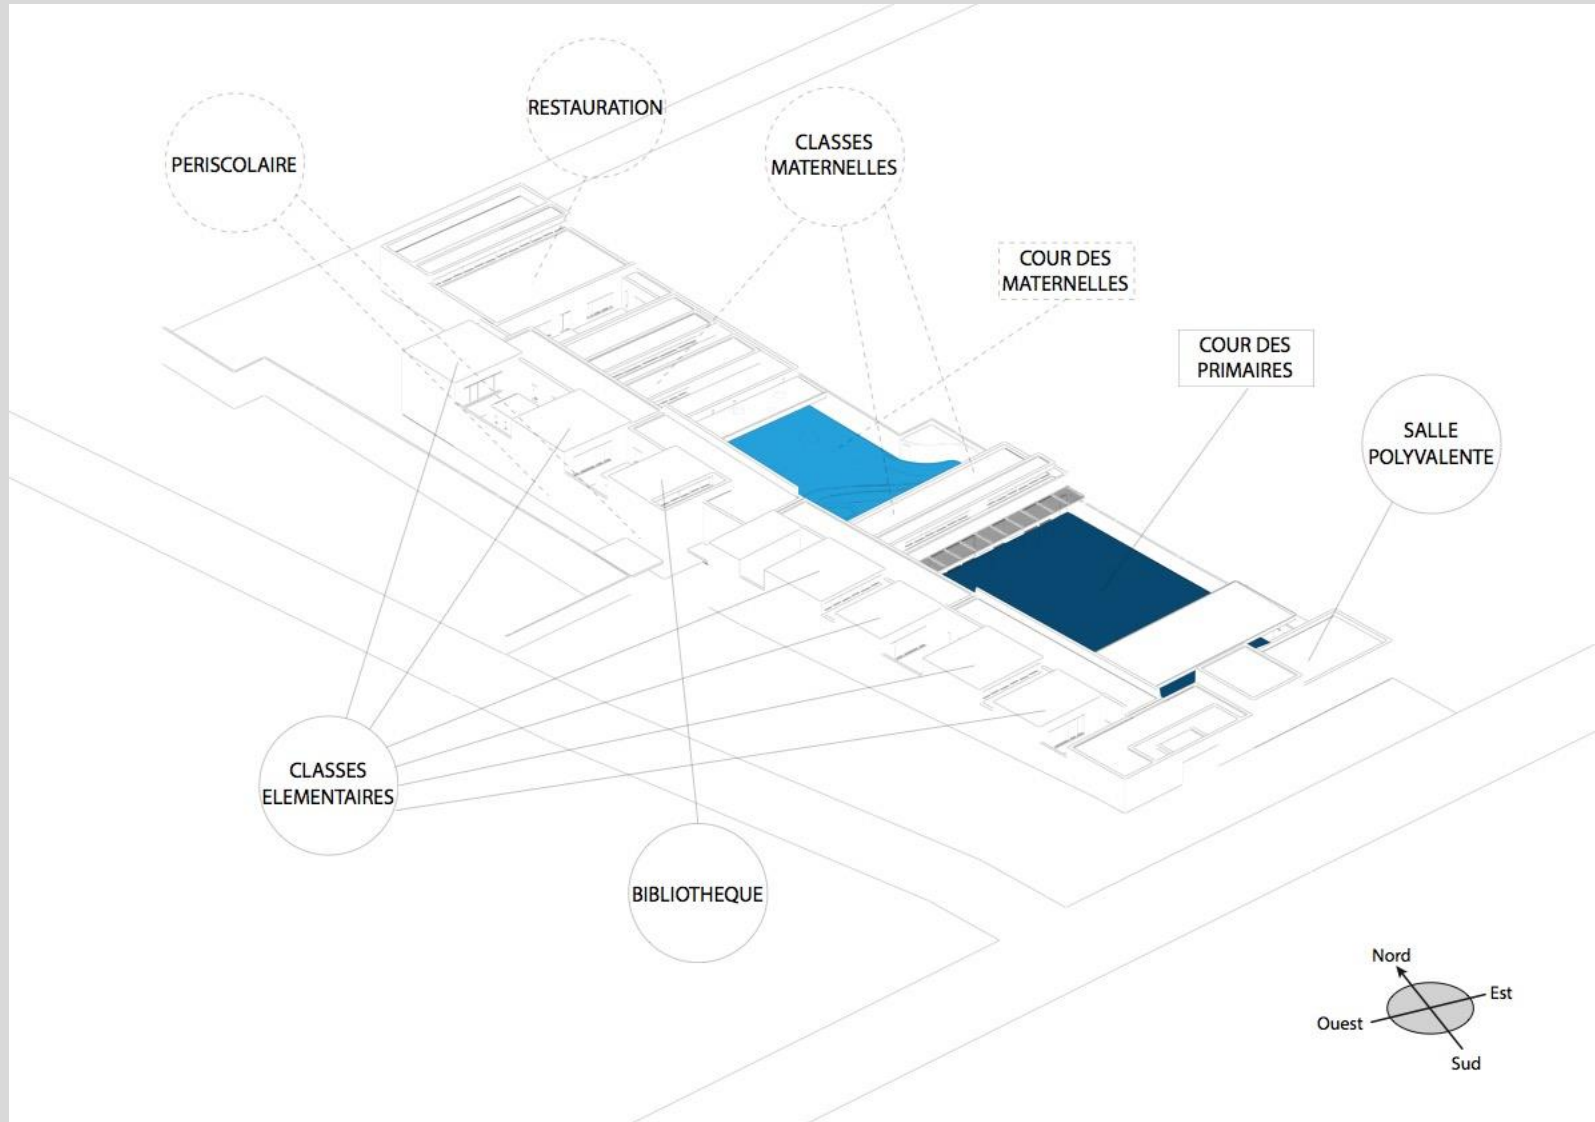 RESTAURATION
PERISCOLAIRE
CLASSES
MATERNELLES
COUR DES
MATERNELLES
COUR DES
PRIMAIRES
SALLE
POLYVALENTE
CLASSES
ELEMENTAIRES
BIBLIOTHEQUE
Nord
Est
Ouest
Sud